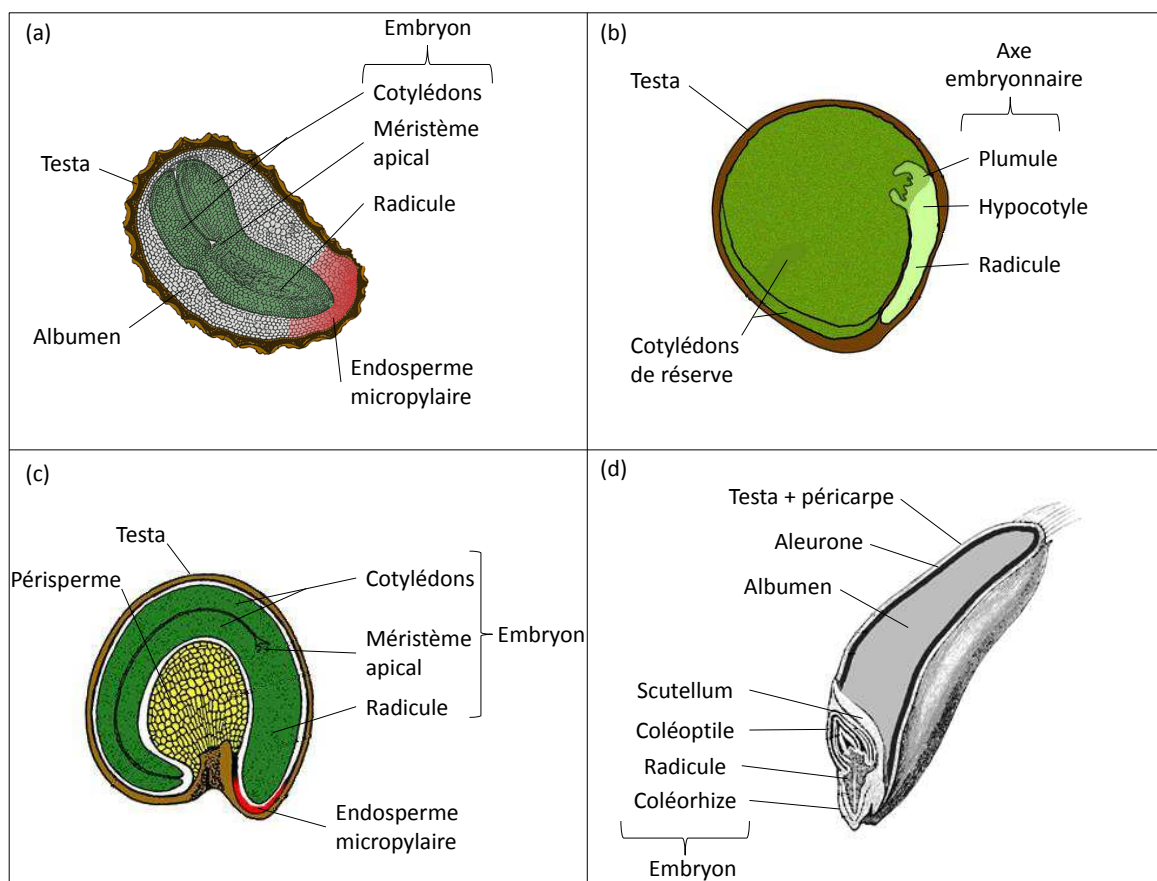 (a)
Embryon
Cotylédons
Méristème
apical
Testa
Radicule
Albumen
Endosperme
micropylaire
(b)
Axe
embryonnaire
Testa
Plumule
Hypocotyle
Radicule
Cotylédons
de réserve
(c)
Testa
Périsperme
Cotylédons
Embryon
Méristème
apical
Radicule
Endosperme
micropylaire
(d)
Testa + péricarpe
Aleurone
Albumen
Scutellum
Coléoptile
Radicule
Coléorhize
Embryon